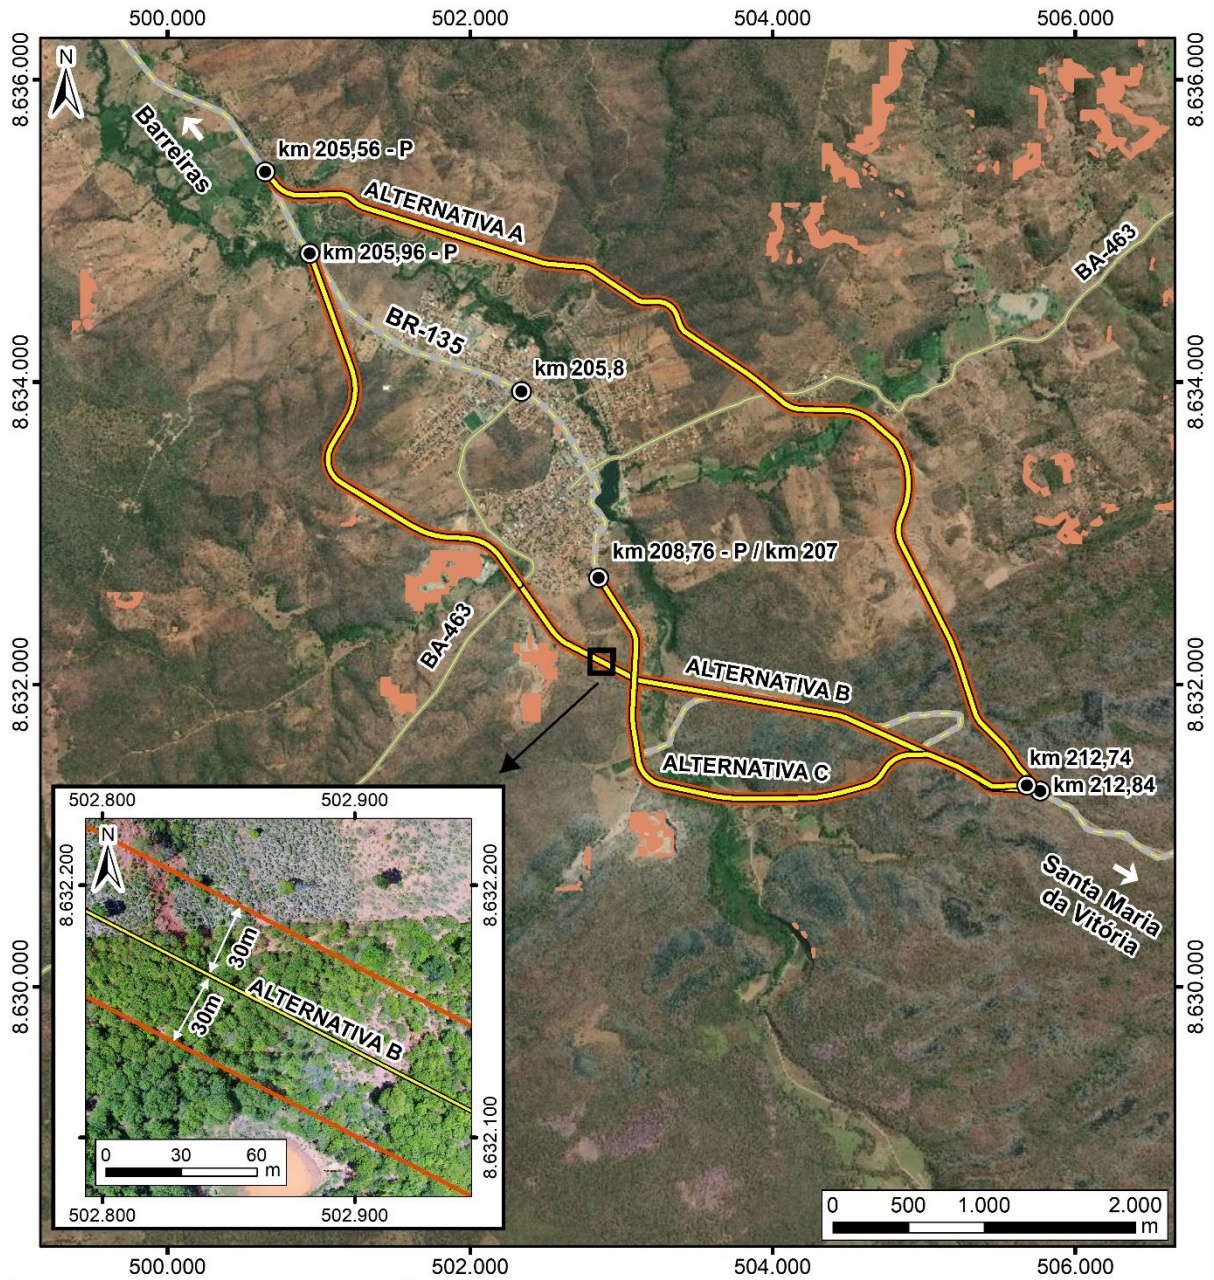 500.000
502.000
504.000
506.000
8.636.000
N
8.636.000
Barreiras
km 205,56 - P
ALTERNATIVA A
BA-463
km 205,96 - P
BR-135
km 205,8
8.634.000
8.634.000
km 208,76 - P / km 207
BA-463
8.632.000
8.632.000
ALTERNATIVA B
km 212,74
ALTERNATIVA C
km 212,84
Santa Maria
da Vitória
502.800
502.900
N
8.632.200
8.632.200
30m
30m
ALTERNATIVA B
8.632.100
0 30 60
m
502.800
502.900
8.630.000
8.630.000
0 500 1.000 2.000
m
500.000
502.000
504.000
506.000